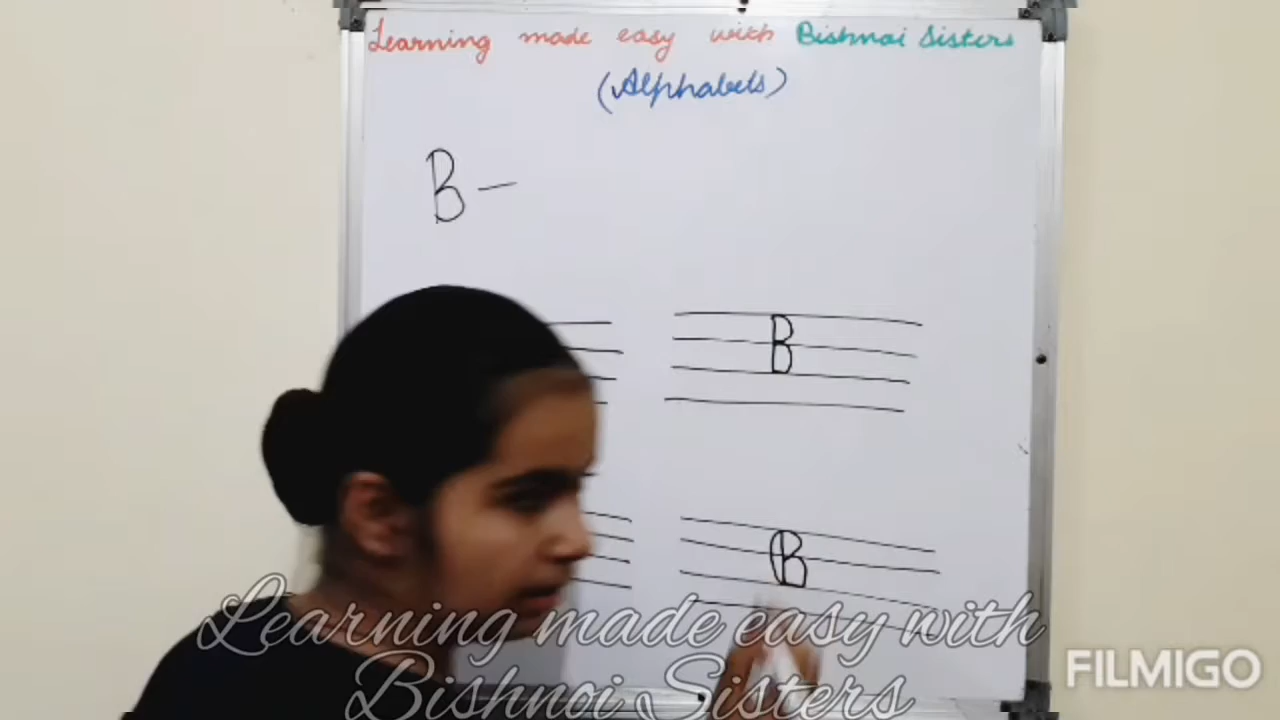 Learning made easy with Bishnoi Sisters
(Alphabets)
B –
B
B
Learning made easy with
Bishnoi Sisters
FILMIGO